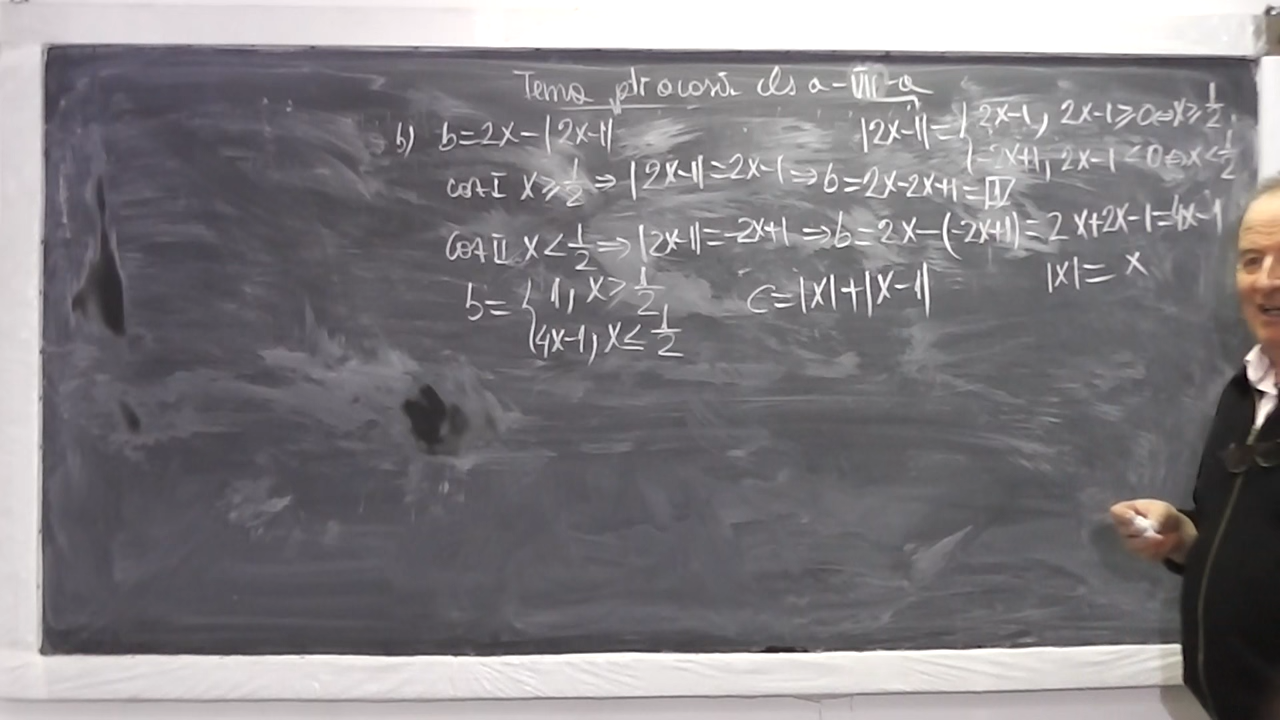 Tema ptr acasă cls a-VIII-a
b) b=2x-|2x-1|
|2x-1|={2x-1, 2x-1≥0⇔x≥1/2
{-2x+1, 2x-1<0⇔x<1/2
caz I x≥1/2 ⇒ |2x-1|=2x-1 ⇒ b=2x-2x+1=1
caz II x<1/2 ⇒ |2x-1|=-2x+1 ⇒ b=2x-(-2x+1)=2x+2x-1=4x-1
b={1, x>1/2
{4x-1, x≤1/2
c=|x|+|x-1|
|x|= x